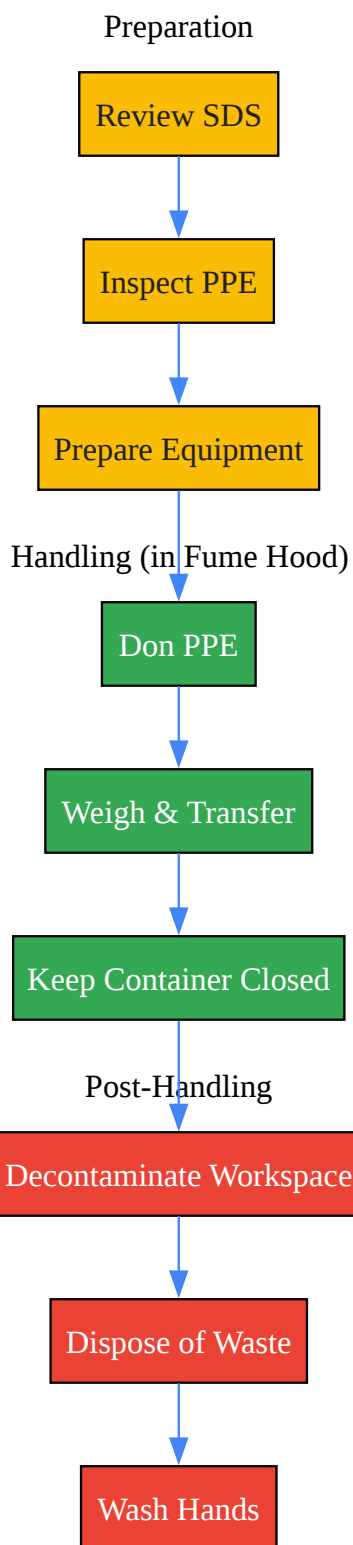 Preparation
Review SDS
Inspect PPE
Prepare Equipment
Handling (in Fume Hood)
Don PPE
Weigh & Transfer
Keep Container Closed
Post-Handling
Decontaminate Workspace
Dispose of Waste
Wash Hands